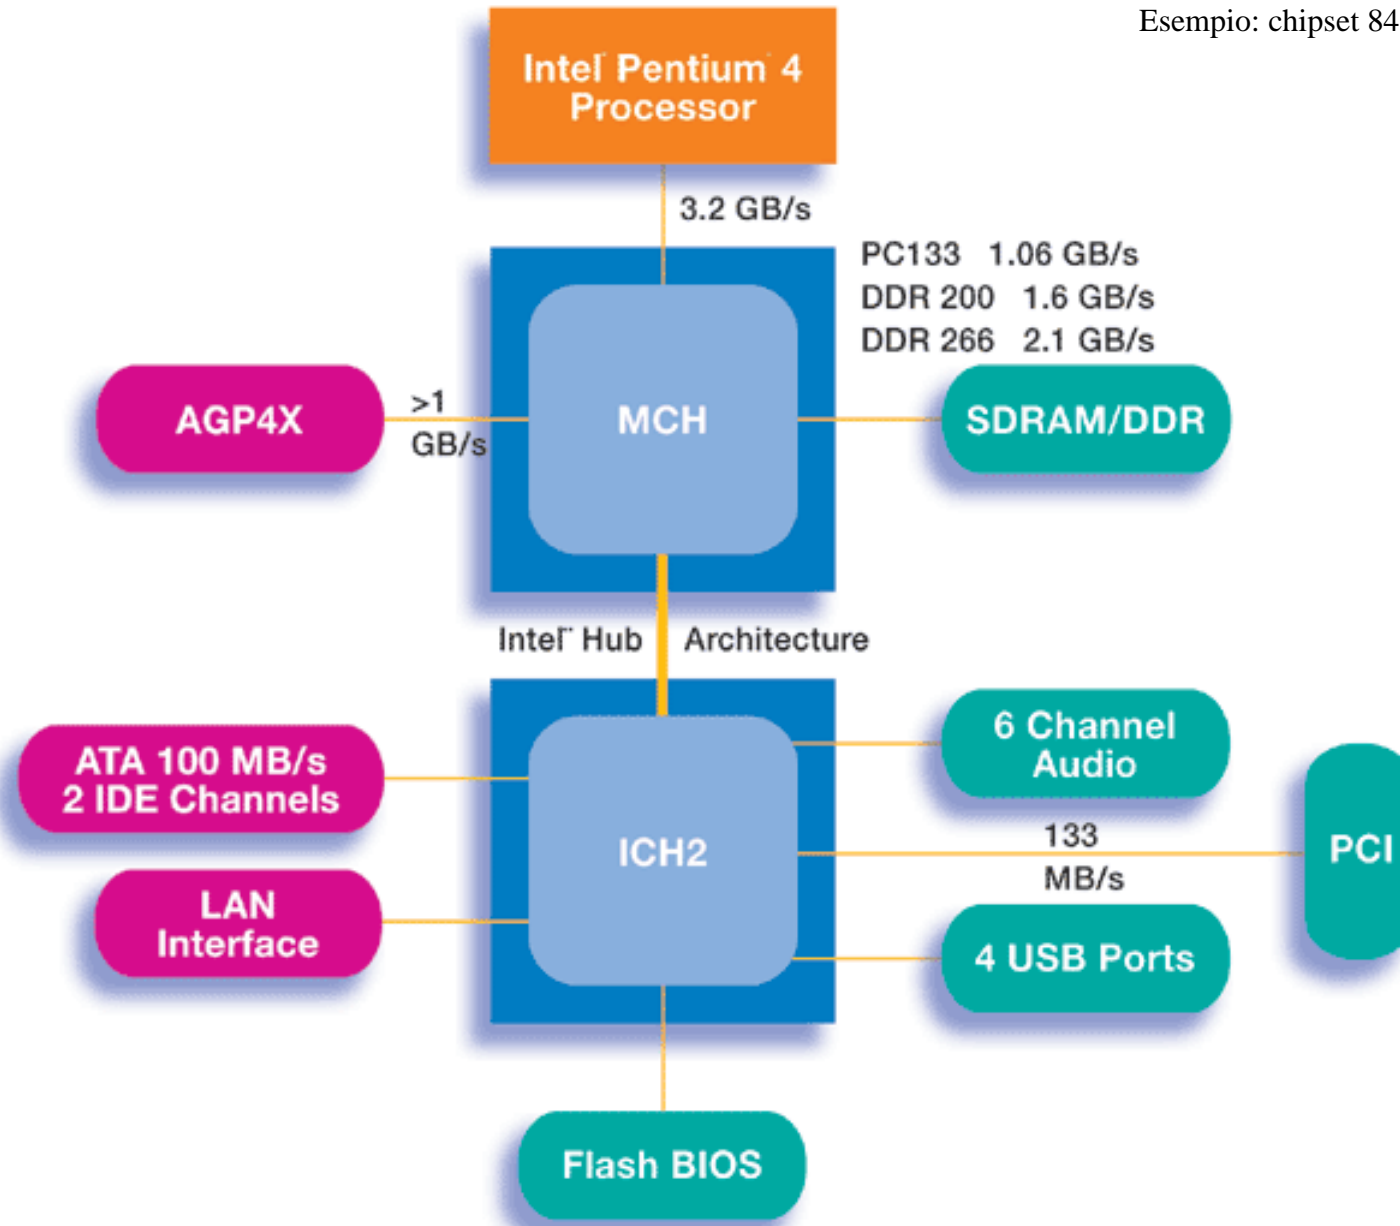 Esempio: chipset 84
Intel Pentium 4
Processor
3.2 GB/s
PC133 1.06 GB/s
DDR 200 1.6 GB/s
DDR 266 2.1 GB/s
AGP4X
>1
GB/s
MCH
SDRAM/DDR
Intel Hub Architecture
ATA 100 MB/s
2 IDE Channels
6 Channel
Audio
ICH2
133
MB/s
PCI
LAN
Interface
4 USB Ports
Flash BIOS